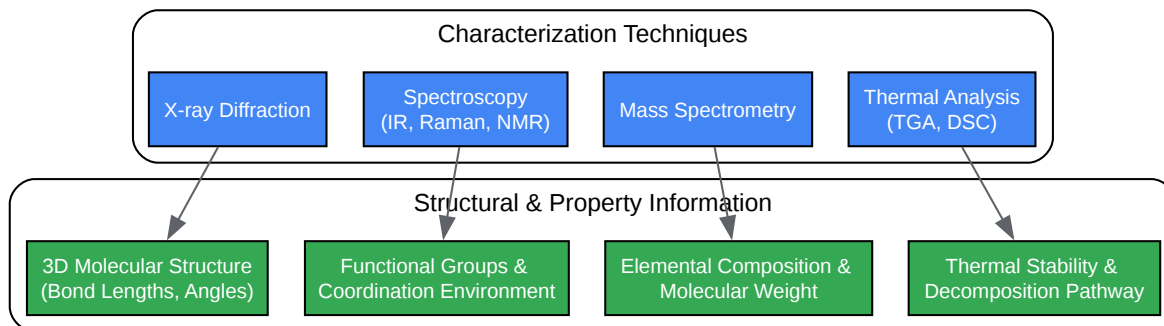 Characterization Techniques
X-ray Diffraction
Spectroscopy
(IR, Raman, NMR)
Mass Spectrometry
Thermal Analysis
(TGA, DSC)
Structural & Property Information
3D Molecular Structure
(Bond Lengths, Angles)
Functional Groups &
Coordination Environment
Elemental Composition &
Molecular Weight
Thermal Stability &
Decomposition Pathway